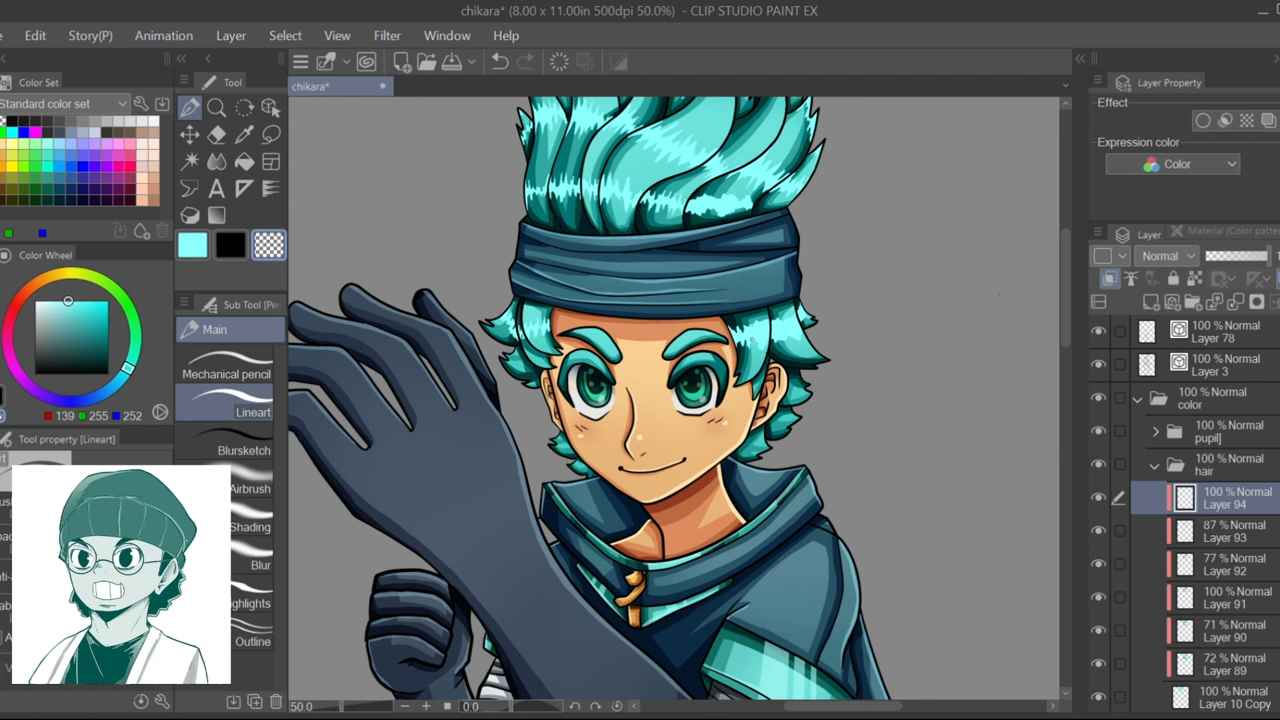 chikara* (8.00 x 11.00in 500dpi 50.0%) - CLIP STUDIO PAINT EX
Edit Story(P) Animation Layer Select View Filter Window Help
chikara*
Color Set
Standard color set
Tool
Color Wheel
139 255 252
Sub Tool [Pe
Main
Mechanical pencil
Lineart
Blursketch
Airbrush
Shading
Blur
ghlights
Outline
Tool property [Lineart]
50.0
0 0
Layer Property
Effect
Expression color
Color
Layer
Material [Color patter
Normal
100 % Normal
Layer 78
100 % Normal
Layer 3
100 % Normal
color
100 % Normal
pupil]
100 % Normal
hair
100 % Normal
Layer 94
87 % Normal
Layer 93
77 % Normal
Layer 92
100 % Normal
Layer 91
71 % Normal
Layer 90
72 % Normal
Layer 89
100 % Normal
Layer 10 Copy